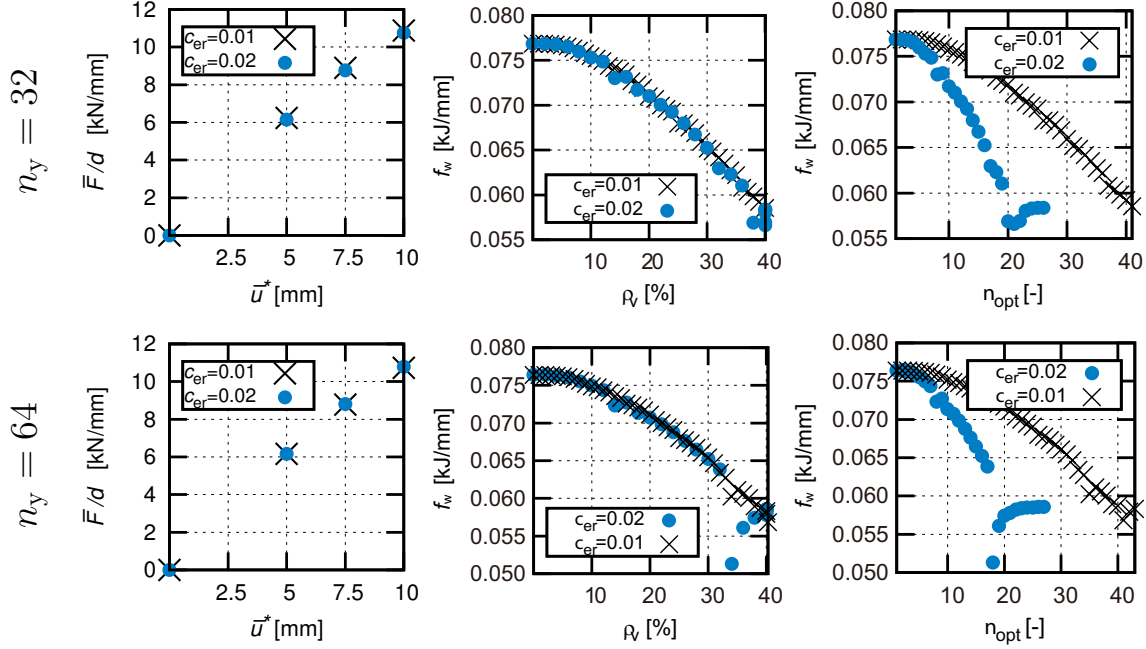 n_y = 32
F̅/d [kN/mm]
12
10
8
6
4
2
0
2.5
5
7.5
10
u̅* [mm]
c_er=0.01
c_er=0.02
f_w [kJ/mm]
0.080
0.075
0.070
0.065
0.060
0.055
10
20
30
40
ρ_v [%]
c_er=0.01
c_er=0.02
f_w [kJ/mm]
0.080
0.075
0.070
0.065
0.060
0.055
10
20
30
40
n_opt [-]
c_er=0.01
c_er=0.02
n_y = 64
F̅/d [kN/mm]
12
10
8
6
4
2
0
2.5
5
7.5
10
u̅* [mm]
c_er=0.01
c_er=0.02
f_w [kJ/mm]
0.080
0.075
0.070
0.065
0.060
0.055
0.050
10
20
30
40
ρ_v [%]
c_er=0.02
c_er=0.01
f_w [kJ/mm]
0.080
0.075
0.070
0.065
0.060
0.055
0.050
10
20
30
40
n_opt [-]
c_er=0.02
c_er=0.01